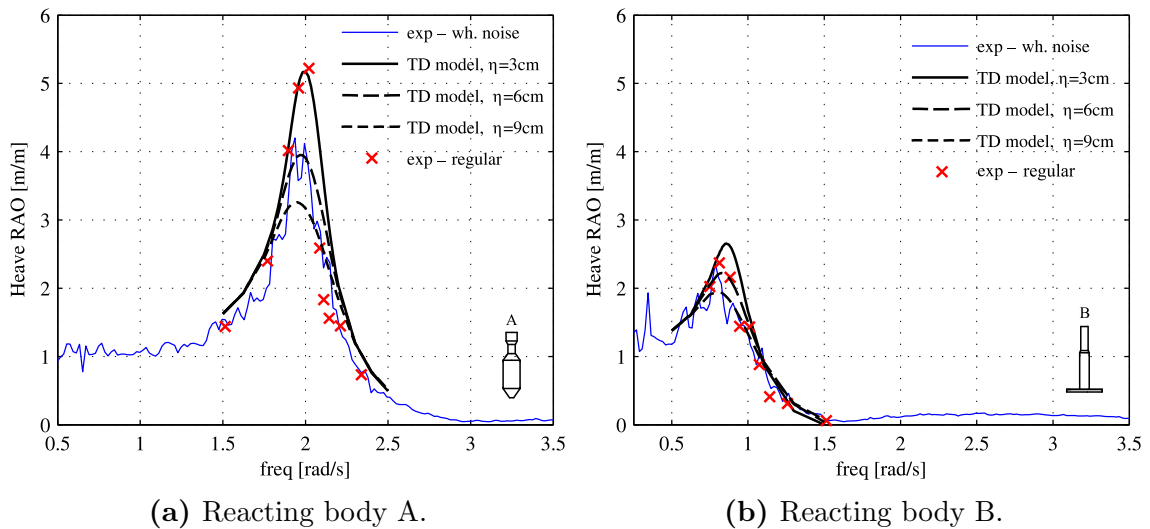 6
5
4
3
2
1
0
Heave RAO [m/m]
0.5 1 1.5 2 2.5 3 3.5
freq [rad/s]
exp – wh. noise
TD model, η=3cm
TD model, η=6cm
TD model, η=9cm
exp – regular
A
(a) Reacting body A.
6
5
4
3
2
1
0
Heave RAO [m/m]
0.5 1 1.5 2 2.5 3 3.5
freq [rad/s]
exp – wh. noise
TD model, η=3cm
TD model, η=6cm
TD model, η=9cm
exp – regular
B
(b) Reacting body B.